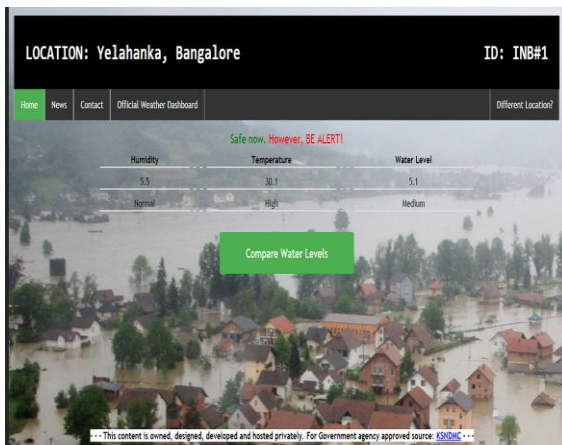 LOCATION: Yelahanka, Bangalore
ID: INB#1
Home News Contact Official Weather Dashboard Different Location?
Safe now. However, BE ALERT!
Humidity Temperature Water Level
5.5 30.1 5.1
Normal High Medium
Compare Water Levels
- - - This content is owned, designed, developed and hosted privately. For Government agency approved source: KSNDMC - - -